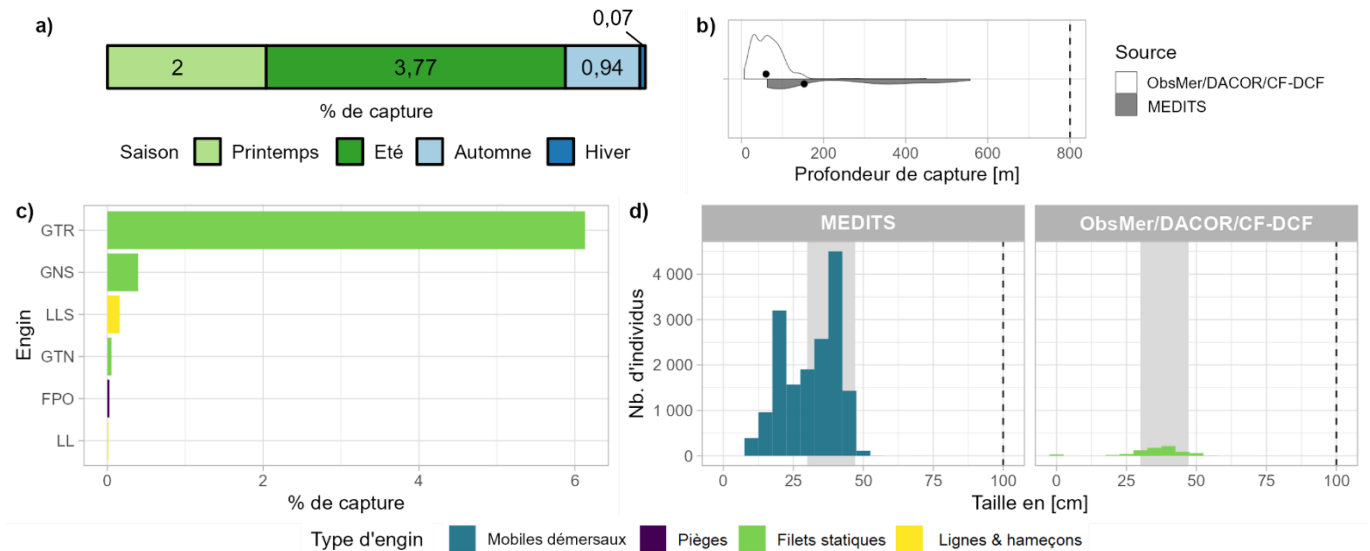 a)
0,07
2
3,77
0,94
% de capture
Saison Printemps Eté Automne Hiver
b)
0 200 400 600 800
Profondeur de capture [m]
Source
ObsMer/DACOR/CF-DCF
MEDITS
c)
Engin
GTR
GNS
LLS
GTN
FPO
LL
0 2 4 6
% de capture
d)
MEDITS
ObsMer/DACOR/CF-DCF
Nb. d'individus
4 000
3 000
2 000
1 000
0
0 25 50 75 100
0 25 50 75 100
Taille en [cm]
Type d'engin Mobiles démersaux Pièges Filets statiques Lignes & hameçons